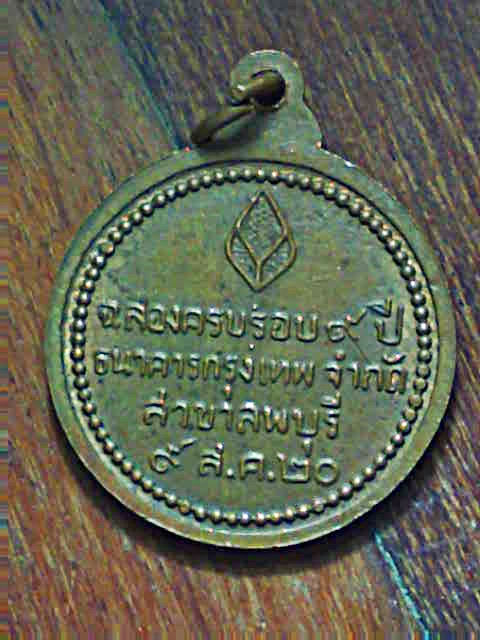 ฉลองครบรอบ ๙ ปี
ธนาคารกรุงเทพ จำกัด
สาขาลพบุรี
๙ ส.ค.๒๐